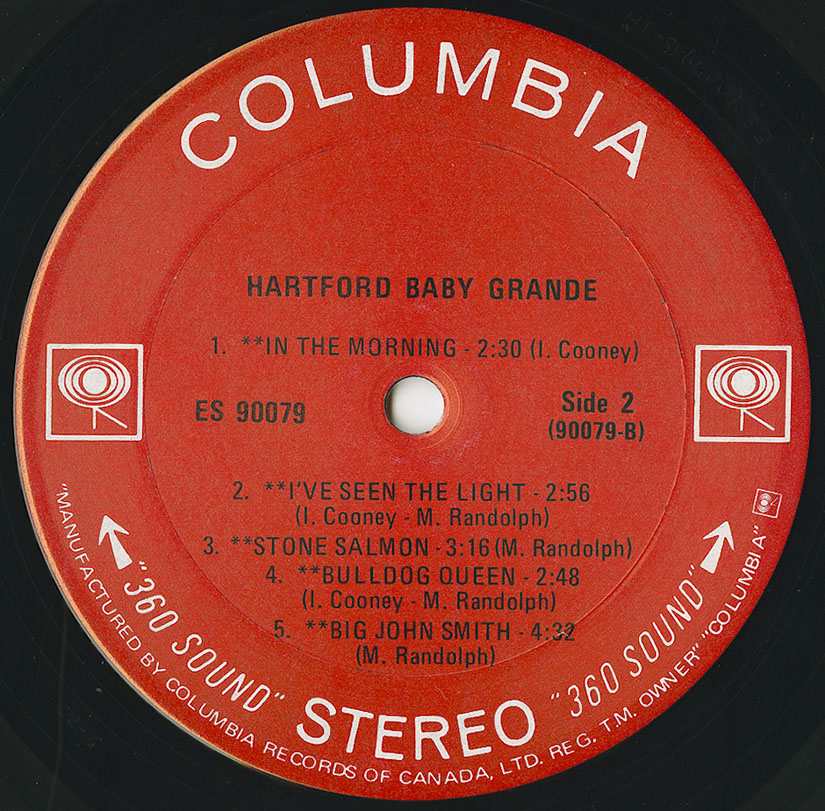 COLUMBIA
HARTFORD BABY GRANDE
1. **IN THE MORNING - 2:30 (I. Cooney)
ES 90079
Side 2
(90079-B)
2. **I'VE SEEN THE LIGHT - 2:56
(I. Cooney - M. Randolph)
3. **STONE SALMON - 3:16 (M. Randolph)
4. **BULLDOG QUEEN - 2:48
(I. Cooney - M. Randolph)
5. **BIG JOHN SMITH - 4:32
(M. Randolph)
"360 SOUND" STEREO "360 SOUND"
"MANUFACTURED BY COLUMBIA RECORDS OF CANADA, LTD. REG. T.M. OWNER" "COLUMBIA"